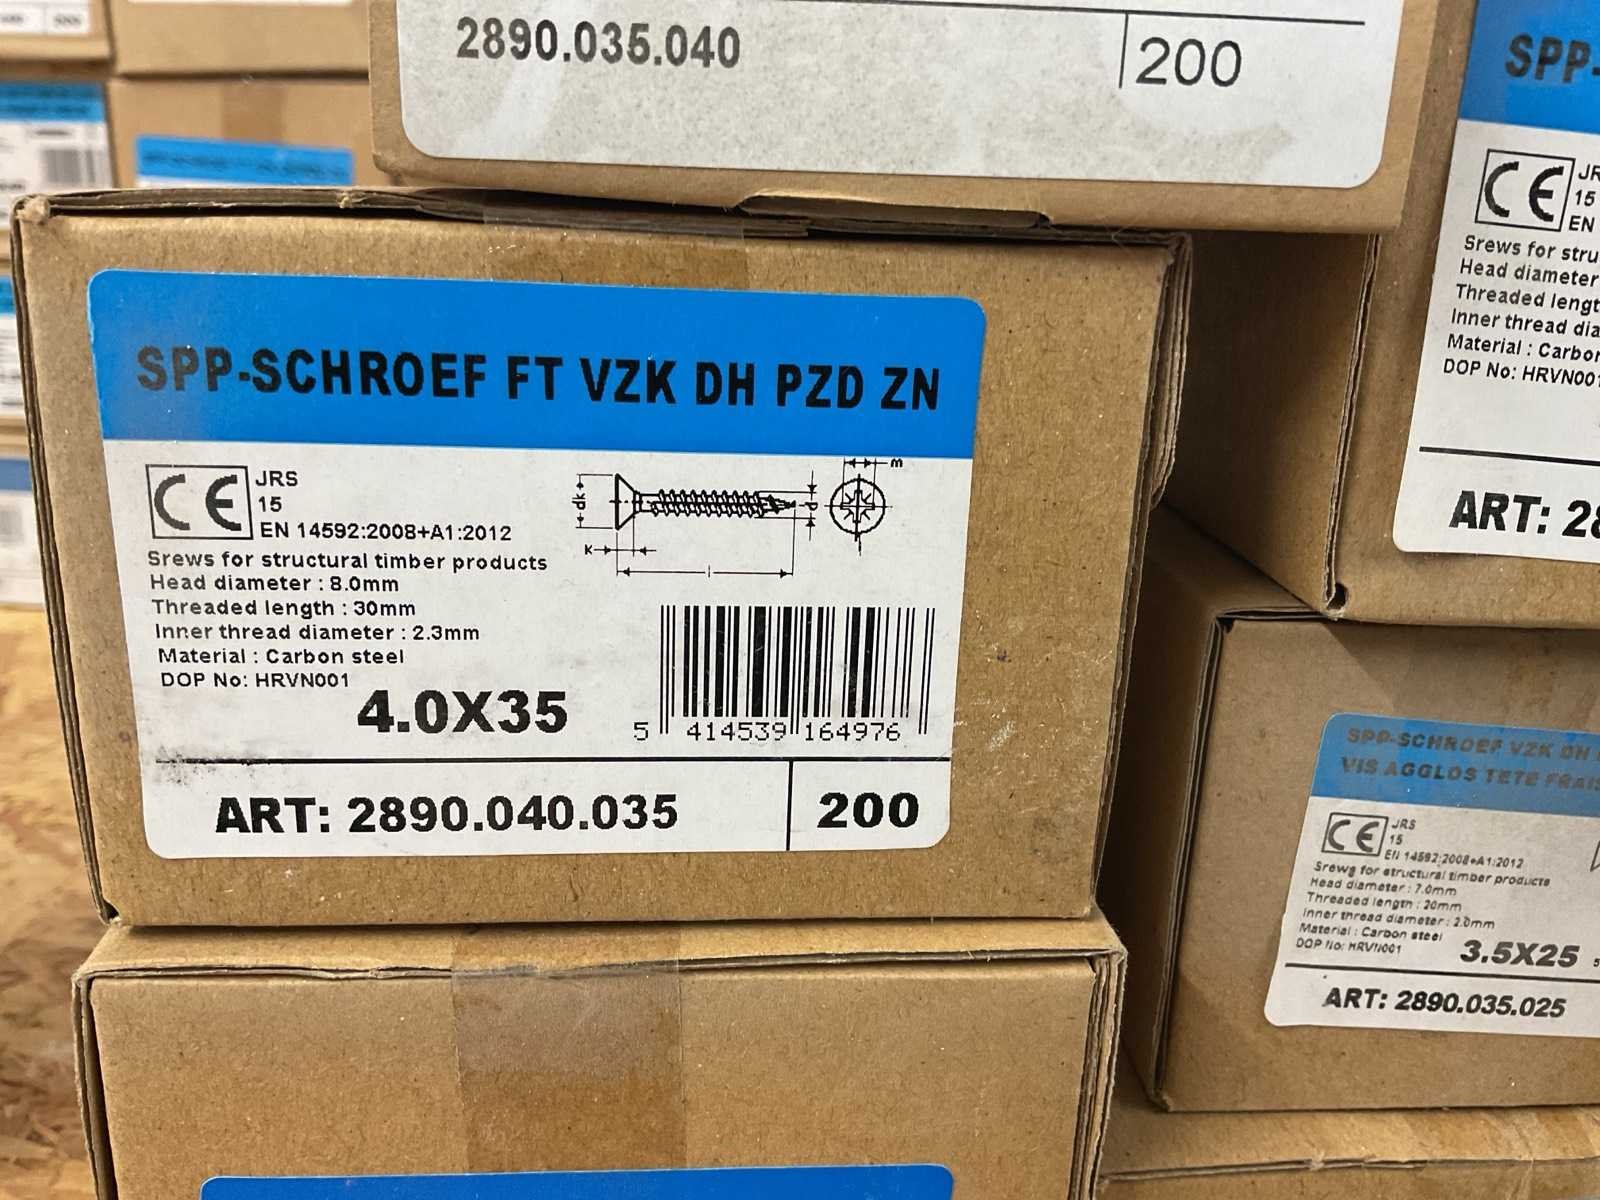 2890.035.040
200
SPP-SCHROEF FT VZK DH PZD ZN
CE
JRS
15
EN 14592:2008+A1:2012
Srews for structural timber products
Head diameter : 8.0mm
Threaded length : 30mm
Inner thread diameter : 2.3mm
Material : Carbon steel
DOP No: HRVN001
4.0X35
dk
K
l
d
m
5 414539 164976
ART: 2890.040.035
200
SPP-
CE
JR
15
EN
Srews for stru
Head diameter
Threaded lengt
Inner thread dia
Material : Carbor
DOP No: HRVN001
ART: 28
SPP-SCHROEF VZK DH
VIS AGGLOS TETE FRAIS
CE
JRS
15
EN 14592:2008+A1:2012
Srews for structural timber products
Head diameter : 7.0mm
Threaded length : 20mm
Inner thread diameter : 2.0mm
Material : Carbon steel
DOP No: HRVN001
3.5X25
5
ART: 2890.035.025